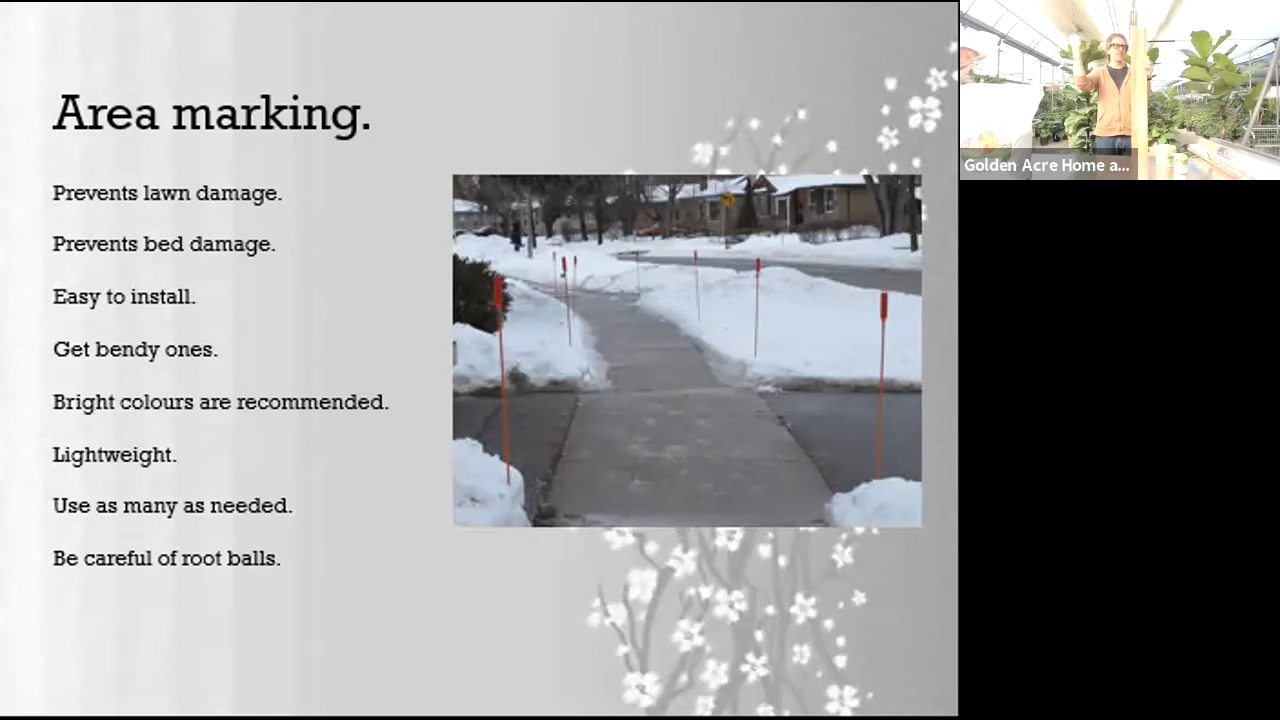 Area marking.
Prevents lawn damage.
Prevents bed damage.
Easy to install.
Get bendy ones.
Bright colours are recommended.
Lightweight.
Use as many as needed.
Be careful of root balls.
Golden Acre Home a...